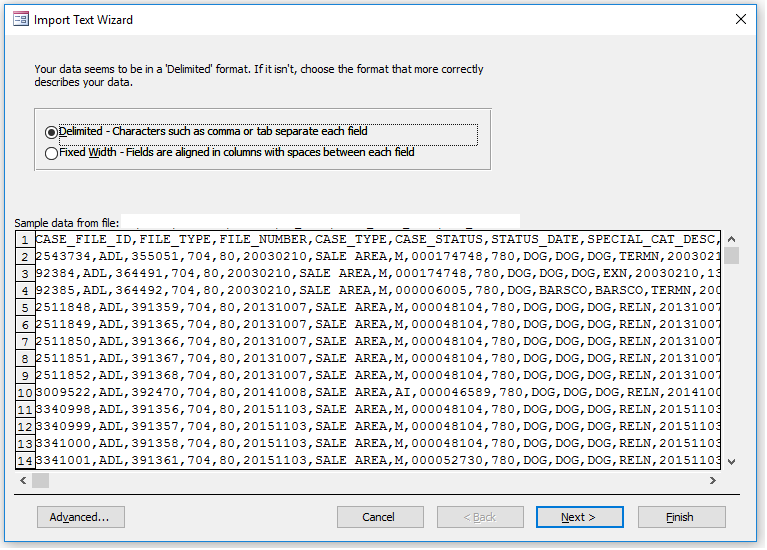 Import Text Wizard
Your data seems to be in a 'Delimited' format. If it isn't, choose the format that more correctly
describes your data.
Delimited - Characters such as comma or tab separate each field
Fixed Width - Fields are aligned in columns with spaces between each field
Sample data from file:
1 CASE_FILE_ID,FILE_TYPE,FILE_NUMBER,CASE_TYPE,CASE_STATUS,STATUS_DATE,SPECIAL_CAT_DESC,
2 2543734,ADL,355051,704,80,20030210,SALE AREA,M,000174748,780,DOG,DOG,DOG,TERMN,2003021
3 92384,ADL,364491,704,80,20030210,SALE AREA,M,000174748,780,DOG,DOG,DOG,EXN,20030210,13
4 92385,ADL,364492,704,80,20030210,SALE AREA,M,000006005,780,DOG,BARSCO,BARSCO,TERMN,200
5 2511848,ADL,391359,704,80,20131007,SALE AREA,M,000048104,780,DOG,DOG,DOG,RELN,20131007
6 2511849,ADL,391365,704,80,20131007,SALE AREA,M,000048104,780,DOG,DOG,DOG,RELN,20131007
7 2511850,ADL,391366,704,80,20131007,SALE AREA,M,000048104,780,DOG,DOG,DOG,RELN,20131007
8 2511851,ADL,391367,704,80,20131007,SALE AREA,M,000048104,780,DOG,DOG,DOG,RELN,20131007
9 2511852,ADL,391368,704,80,20131007,SALE AREA,M,000048104,780,DOG,DOG,DOG,RELN,20131007
10 3009522,ADL,392470,704,80,20141008,SALE AREA,AI,000046589,780,DOG,DOG,DOG,RELN,2014100
11 3340998,ADL,391356,704,80,20151103,SALE AREA,M,000048104,780,DOG,DOG,DOG,RELN,20151103
12 3340999,ADL,391357,704,80,20151103,SALE AREA,M,000048104,780,DOG,DOG,DOG,RELN,20151103
13 3341000,ADL,391358,704,80,20151103,SALE AREA,M,000048104,780,DOG,DOG,DOG,RELN,20151103
14 3341001,ADL,391361,704,80,20151103,SALE AREA,M,000052730,780,DOG,DOG,DOG,RELN,20151103
Advanced... Cancel < Back Next > Finish